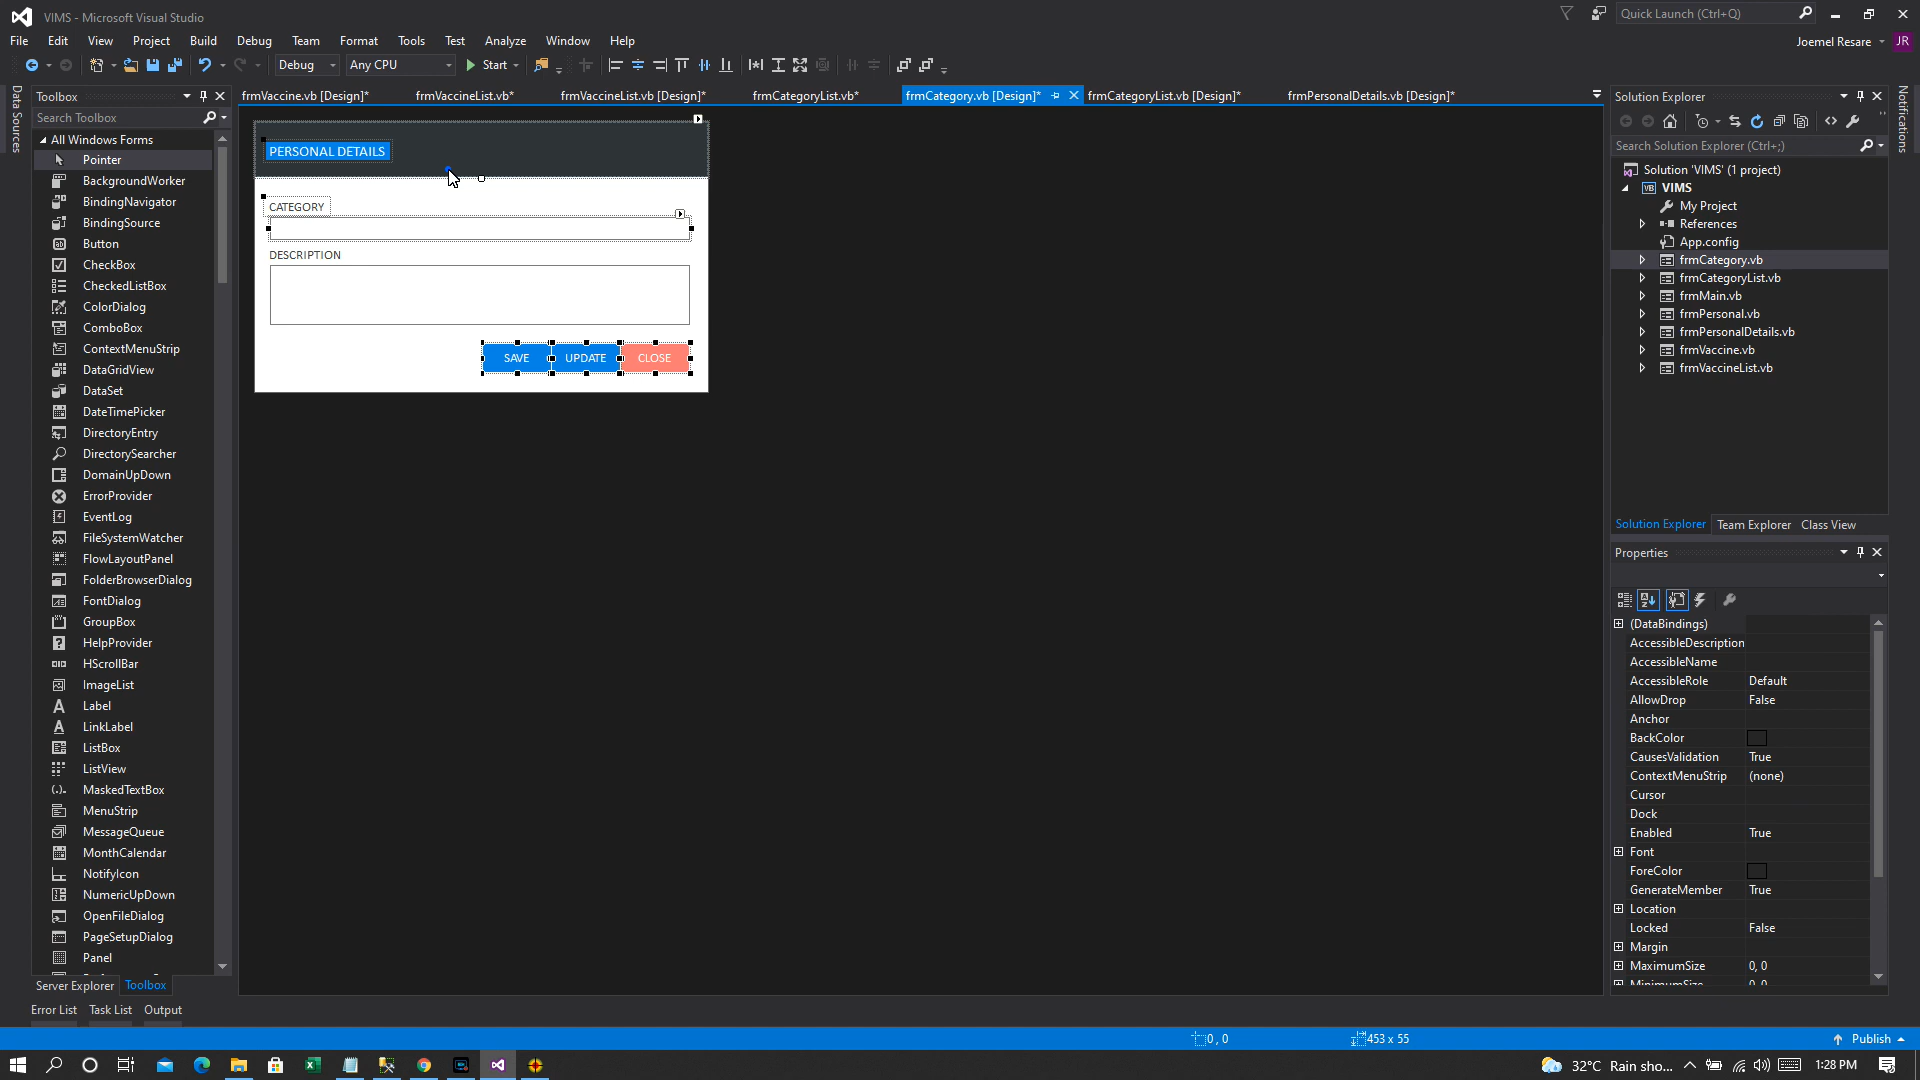 VIMS - Microsoft Visual Studio
Quick Launch (Ctrl+Q)
File Edit View Project Build Debug Team Format Tools Test Analyze Window Help
Joemel Resare JR
Debug Any CPU Start
Data Sources
Toolbox
Search Toolbox
All Windows Forms
Pointer
BackgroundWorker
BindingNavigator
BindingSource
Button
CheckBox
CheckedListBox
ColorDialog
ComboBox
ContextMenuStrip
DataGridView
DataSet
DateTimePicker
DirectoryEntry
DirectorySearcher
DomainUpDown
ErrorProvider
EventLog
FileSystemWatcher
FlowLayoutPanel
FolderBrowserDialog
FontDialog
GroupBox
HelpProvider
HScrollBar
ImageList
Label
LinkLabel
ListBox
ListView
MaskedTextBox
MenuStrip
MessageQueue
MonthCalendar
NotifyIcon
NumericUpDown
OpenFileDialog
PageSetupDialog
Panel
Server Explorer Toolbox
Error List Task List Output
frmVaccine.vb [Design]* frmVaccineList.vb* frmVaccineList.vb [Design]* frmCategoryList.vb* frmCategory.vb [Design]* frmCategoryList.vb [Design]* frmPersonalDetails.vb [Design]*
PERSONAL DETAILS
CATEGORY
DESCRIPTION
SAVE UPDATE CLOSE
Solution Explorer
Search Solution Explorer (Ctrl+;)
Solution 'VIMS' (1 project)
VB VIMS
My Project
References
App.config
frmCategory.vb
frmCategoryList.vb
frmMain.vb
frmPersonal.vb
frmPersonalDetails.vb
frmVaccine.vb
frmVaccineList.vb
Solution Explorer Team Explorer Class View
Notifications
Properties
(DataBindings)
AccessibleDescription
AccessibleName
AccessibleRole Default
AllowDrop False
Anchor
BackColor
CausesValidation True
ContextMenuStrip (none)
Cursor
Dock
Enabled True
Font
ForeColor
GenerateMember True
Location
Locked False
Margin
MaximumSize 0, 0
MinimumSize 0, 0
0 , 0 453 x 55 Publish
32°C Rain sho... 1:28 PM